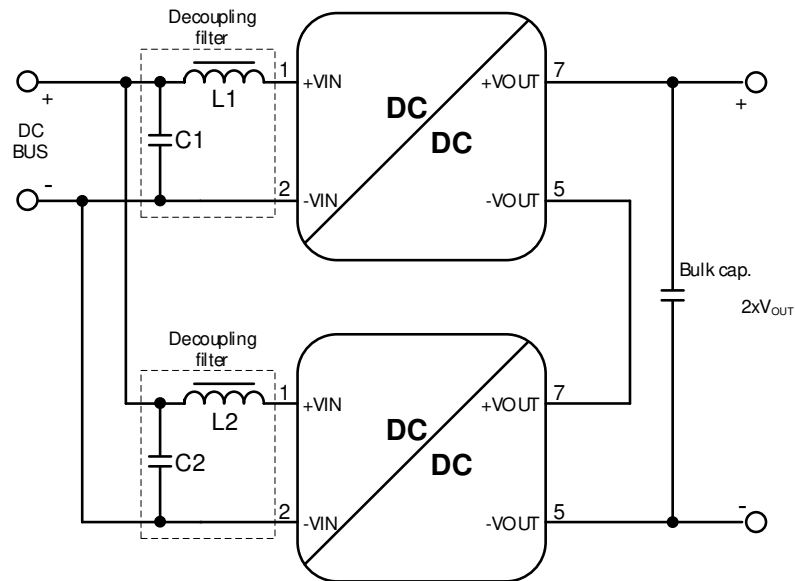 Decoupling
filter
1
+VIN
L1
+VOUT
7
+
DC
BUS
-
C1
DC
DC
+
2
-VIN
-VOUT
5
Bulk cap.
2xVOUT
Decoupling
filter
1
+VIN
L2
+VOUT
7
C2
DC
DC
2
-VIN
-VOUT
5
-